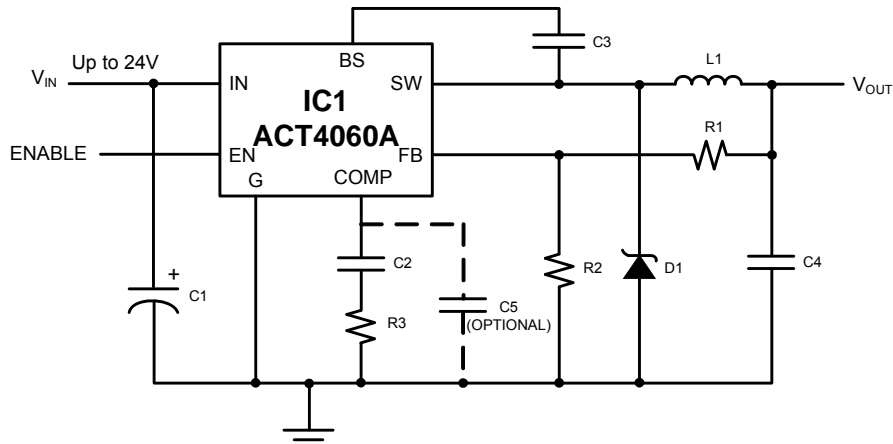 Up to 24V
VIN
ENABLE
BS
IN
SW
IC1
ACT4060A
EN
FB
G
COMP
C3
L1
VOUT
R1
C2
R2
D1
C4
+
C1
R3
C5
(OPTIONAL)